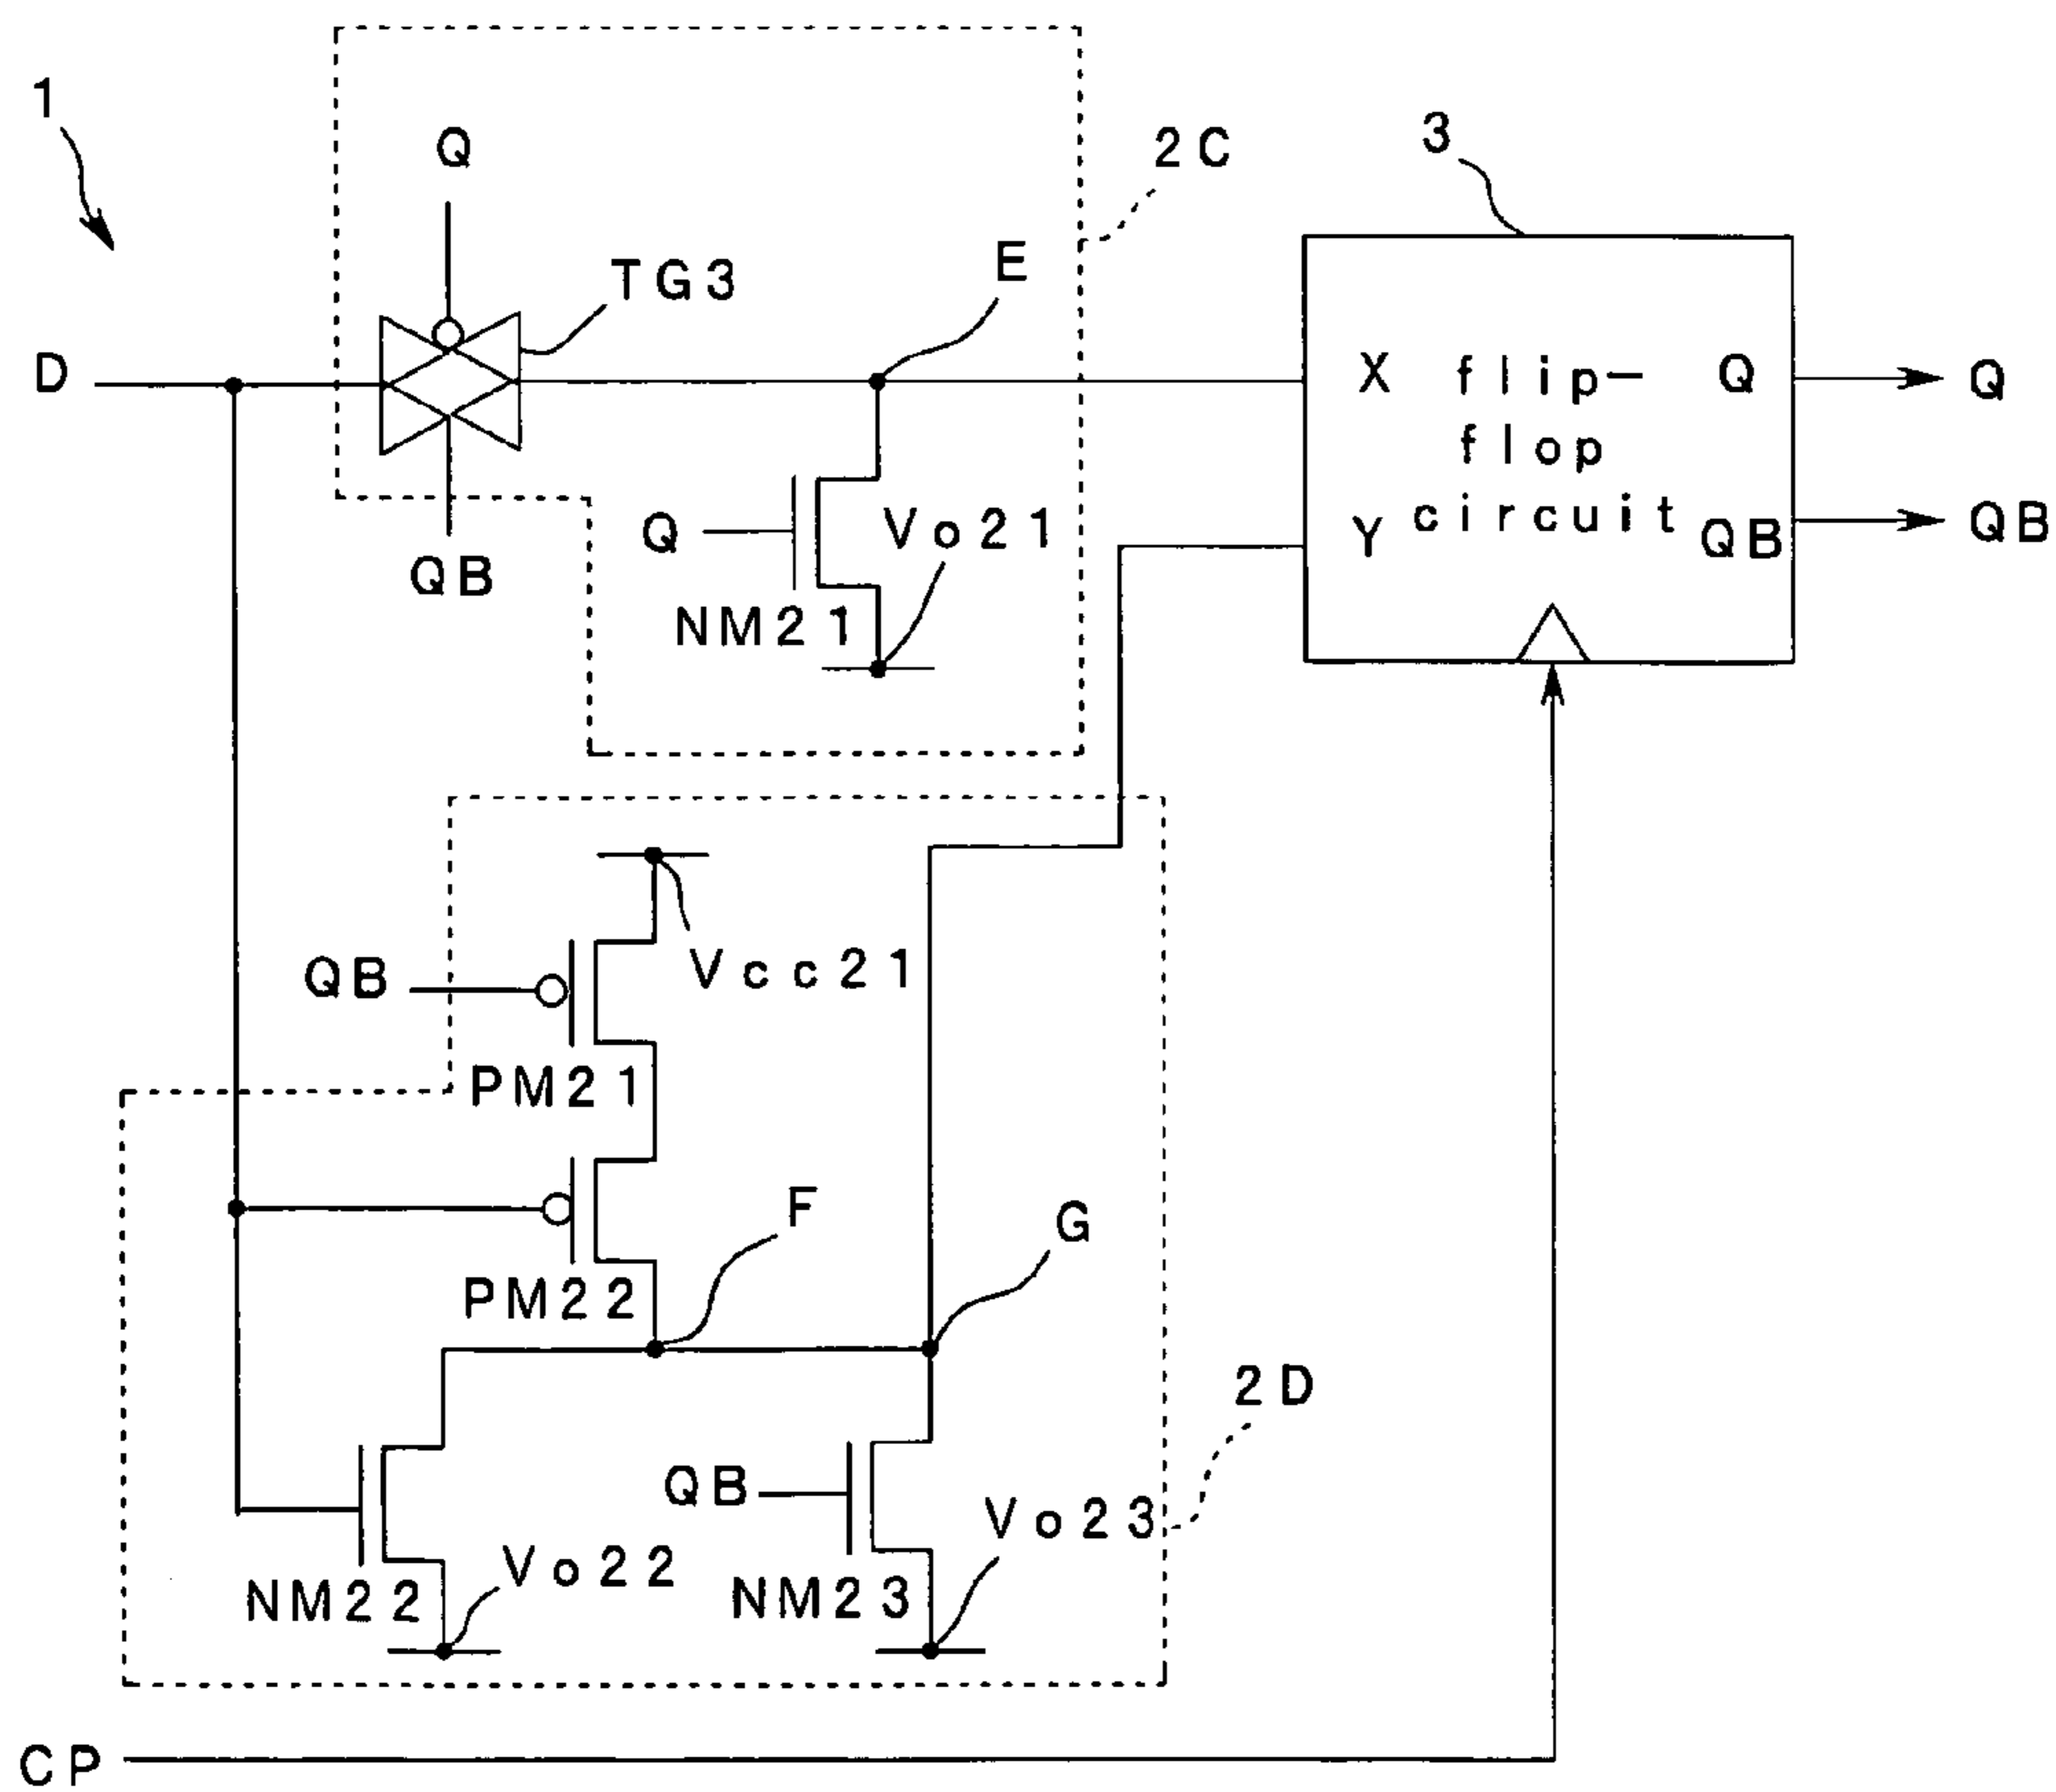 1
2C
3
Q
TG3
E
D
X flip-
flop
Y circuit
Q
QB
Q
QB
QB
Q
Vo21
NM21
Vcc21
QB
PM21
F
G
PM22
2D
QB
Vo23
Vo22
NM22
NM23
CP